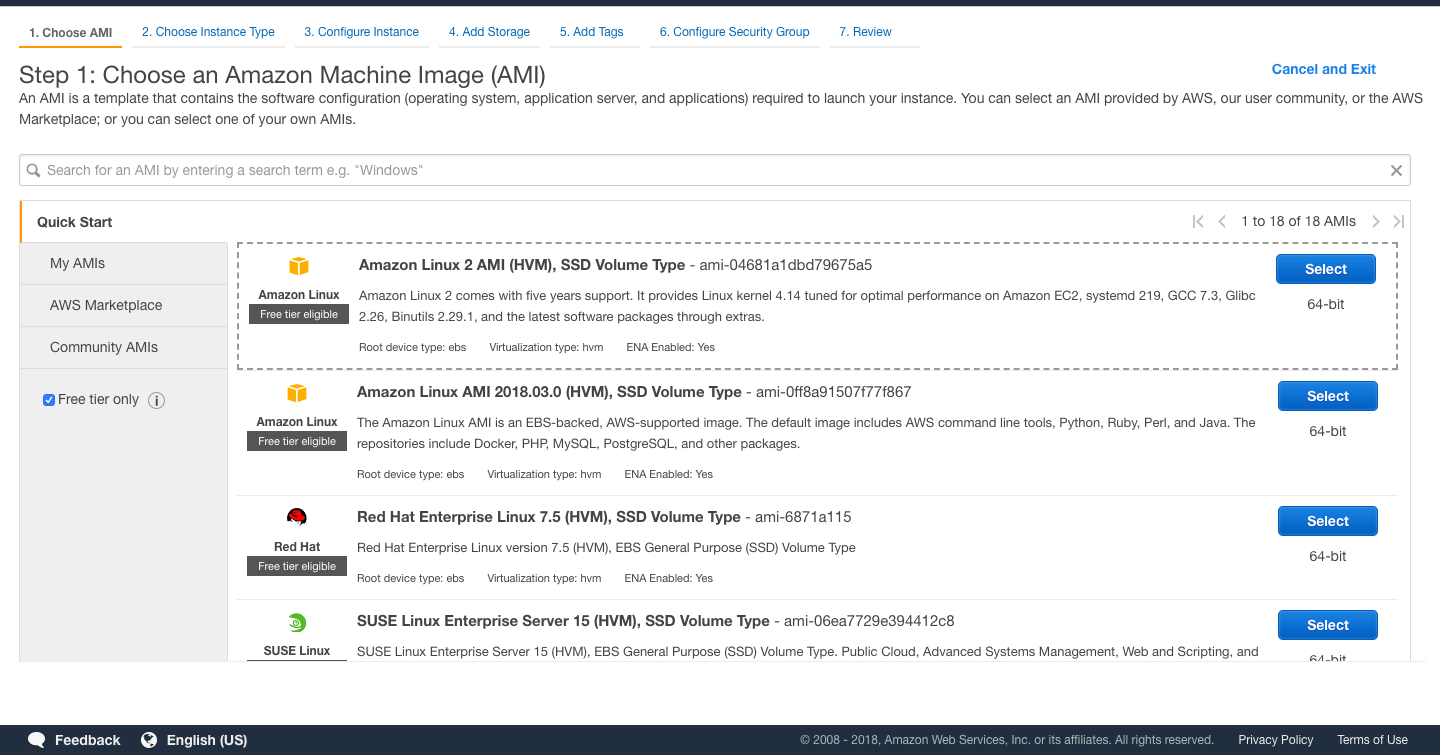 1. Choose AMI 2. Choose Instance Type 3. Configure Instance 4. Add Storage 5. Add Tags 6. Configure Security Group 7. Review
Step 1: Choose an Amazon Machine Image (AMI)
Cancel and Exit
An AMI is a template that contains the software configuration (operating system, application server, and applications) required to launch your instance. You can select an AMI provided by AWS, our user community, or the AWS
Marketplace; or you can select one of your own AMIs.
Search for an AMI by entering a search term e.g. "Windows"
Quick Start
My AMIs
AWS Marketplace
Community AMIs
Free tier only
1 to 18 of 18 AMIs
Amazon Linux
Free tier eligible
Amazon Linux 2 AMI (HVM), SSD Volume Type - ami-04681a1dbd79675a5
Amazon Linux 2 comes with five years support. It provides Linux kernel 4.14 tuned for optimal performance on Amazon EC2, systemd 219, GCC 7.3, Glibc
2.26, Binutils 2.29.1, and the latest software packages through extras.
Root device type: ebs Virtualization type: hvm ENA Enabled: Yes
Select
64-bit
Amazon Linux
Free tier eligible
Amazon Linux AMI 2018.03.0 (HVM), SSD Volume Type - ami-0ff8a91507f77f867
The Amazon Linux AMI is an EBS-backed, AWS-supported image. The default image includes AWS command line tools, Python, Ruby, Perl, and Java. The
repositories include Docker, PHP, MySQL, PostgreSQL, and other packages.
Root device type: ebs Virtualization type: hvm ENA Enabled: Yes
Select
64-bit
Red Hat
Free tier eligible
Red Hat Enterprise Linux 7.5 (HVM), SSD Volume Type - ami-6871a115
Red Hat Enterprise Linux version 7.5 (HVM), EBS General Purpose (SSD) Volume Type
Root device type: ebs Virtualization type: hvm ENA Enabled: Yes
Select
64-bit
SUSE Linux
SUSE Linux Enterprise Server 15 (HVM), SSD Volume Type - ami-06ea7729e394412c8
SUSE Linux Enterprise Server 15 (HVM), EBS General Purpose (SSD) Volume Type. Public Cloud, Advanced Systems Management, Web and Scripting, and
Select
64-bit
Feedback English (US) © 2008 - 2018, Amazon Web Services, Inc. or its affiliates. All rights reserved. Privacy Policy Terms of Use